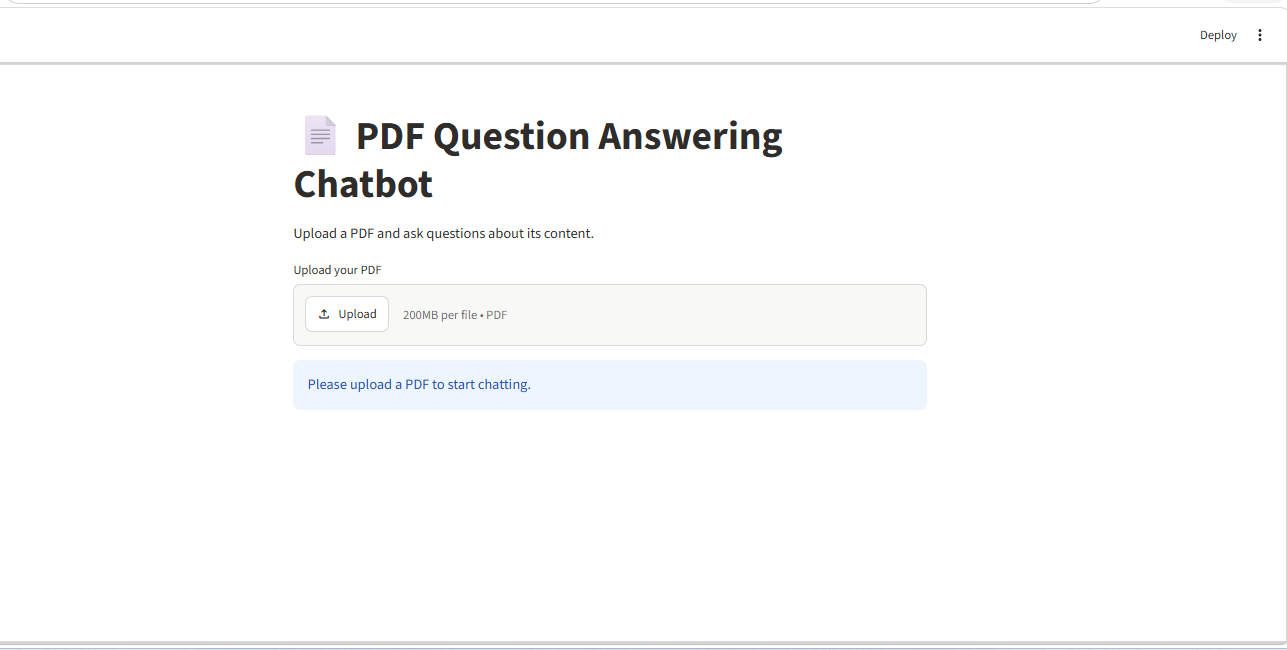 Deploy
PDF Question Answering
Chatbot
Upload a PDF and ask questions about its content.
Upload your PDF
Upload 200MB per file • PDF
Please upload a PDF to start chatting.